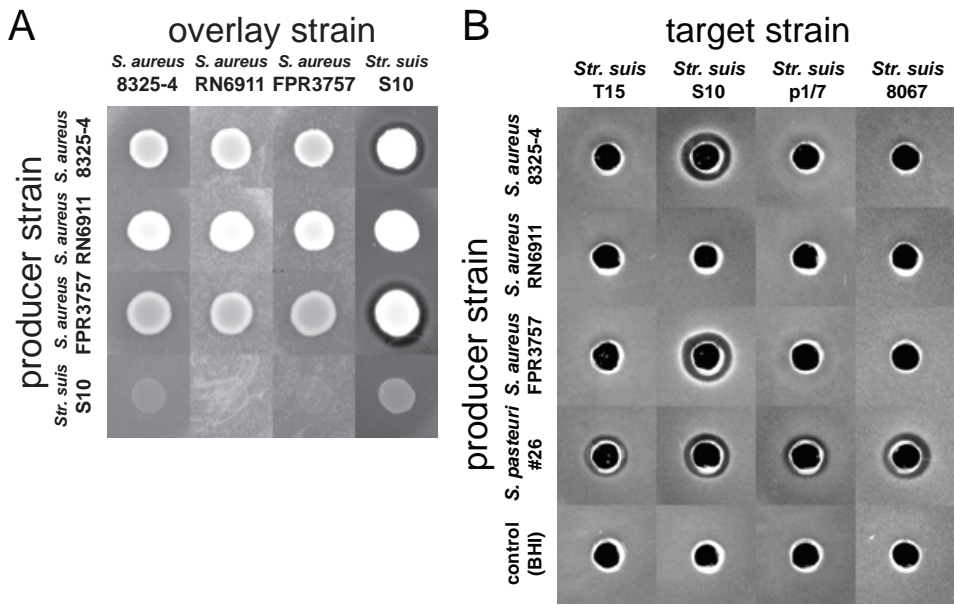 A
overlay strain
S. aureus 8325-4
S. aureus RN6911
S. aureus FPR3757
Str. suis S10
producer strain
S. aureus 8325-4
S. aureus RN6911
S. aureus FPR3757
Str. suis S10
B
target strain
Str. suis T15
Str. suis S10
Str. suis p1/7
Str. suis 8067
producer strain
S. aureus 8325-4
S. aureus RN6911
S. aureus FPR3757
S. pasteuri #26
control (BHI)